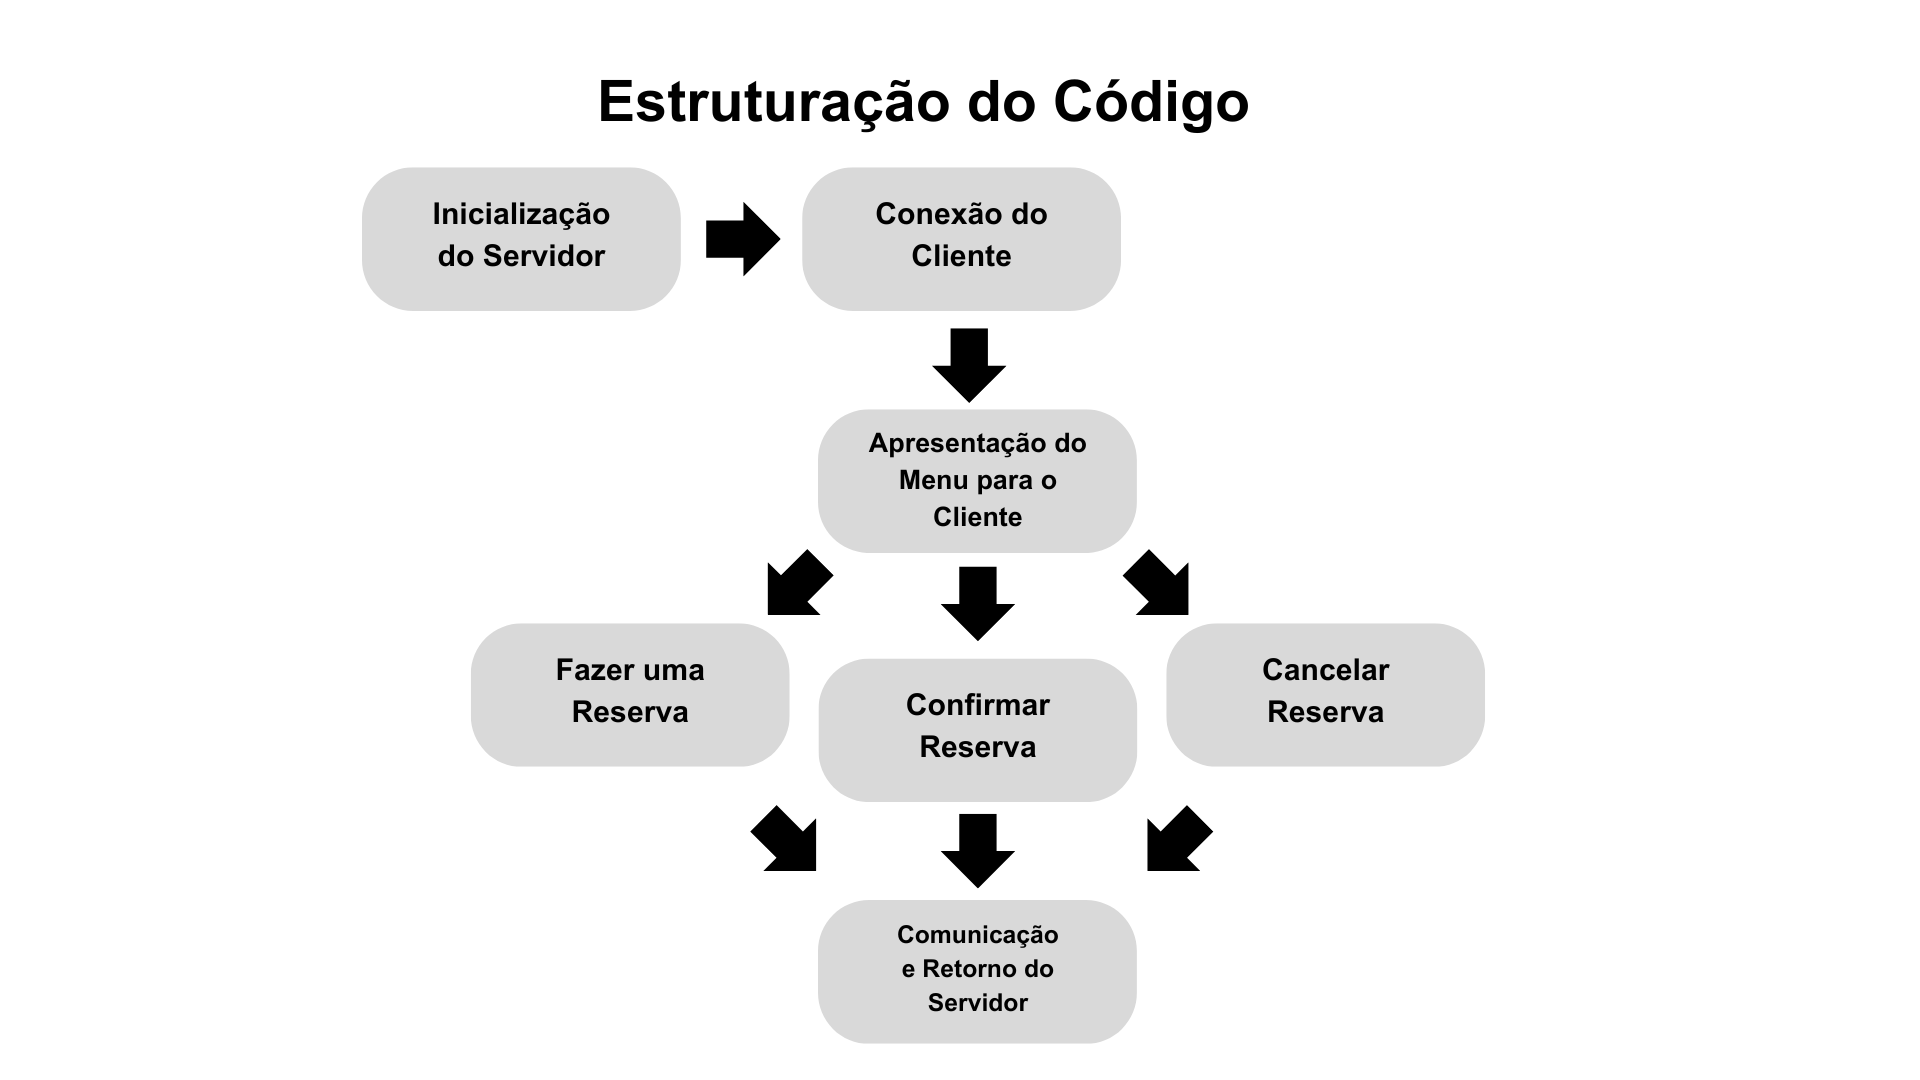 Estruturação do Código
Inicialização
do Servidor
Conexão do
Cliente
Apresentação do
Menu para o
Cliente
Fazer uma
Reserva
Confirmar
Reserva
Cancelar
Reserva
Comunicação
e Retorno do
Servidor